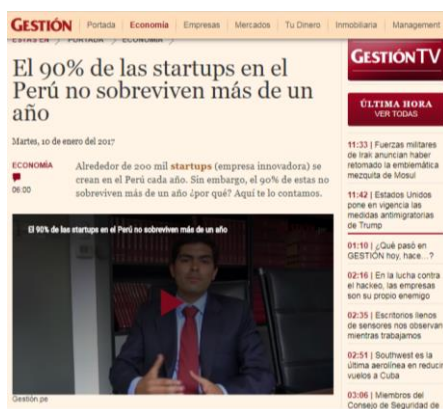 GESTIÓN
Portada
Economía
Empresas
Mercados
Tu Dinero
Inmobiliaria
Management
ESTÁS EN
PORTADA
ECONOMÍA
El 90% de las startups en el
Perú no sobreviven más de un
año
Martes, 10 de enero del 2017
ECONOMÍA
06:00
Alrededor de 200 mil startups (empresa innovadora) se
crean en el Perú cada año. Sin embargo, el 90% de estas no
sobreviven más de un año ¿por qué? Aquí te lo contamos.
El 90% de las startups en el Perú no sobreviven más de un año
Gestión.pe
GESTIÓN TV
ÚLTIMA HORA
VER TODAS
11:33 | Fuerzas militares
de Irak anuncian haber
retomado la emblemática
mezquita de Mosul
11:42 | Estados Unidos
pone en vigencia las
medidas antimigratorias
de Trump
01:10 | ¿Qué pasó en
GESTIÓN hoy, hace...?
02:16 | En la lucha contra
el hackeo, las empresas
son su propio enemigo
02:35 | Escritorios llenos
de sensores nos observan
mientras trabajamos
02:51 | Southwest es la
última aerolínea en reducir
vuelos a Cuba
03:06 | Miembros del
Consejo de Seguridad de